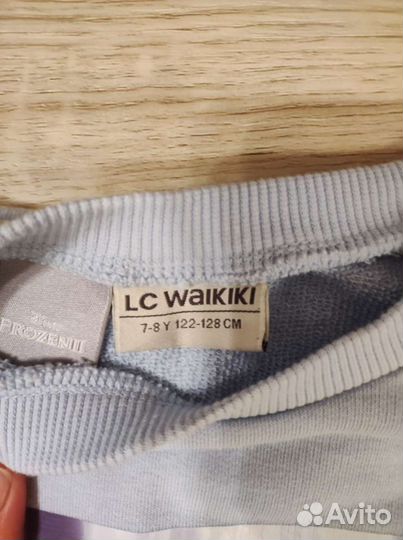 LC WAIKIKI
7-8 Y 122-128 CM
FROZEN II
Avito